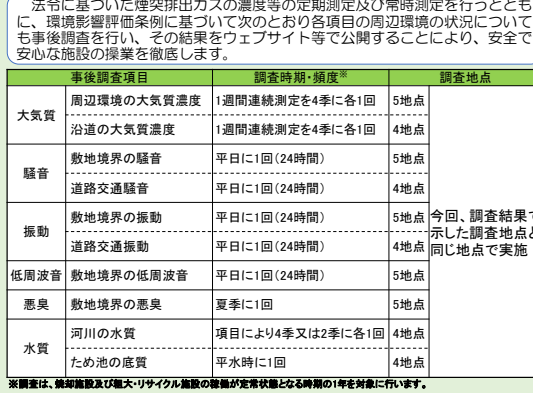 法令に基づいた煙突排出ガスの濃度等の定期測定及び常時測定を行うととも
に、環境影響評価条例に基づいて次のとおり各項目の周辺環境の状況について
も事後調査を行い、その結果をウェブサイト等で公開することにより、安全で
安心な施設の操業を徹底します。
事後調査項目 調査時期・頻度※ 調査地点
大気質 周辺環境の大気質濃度 1週間連続測定を4季に各1回 5地点
沿道の大気質濃度 1週間連続測定を4季に各1回 4地点
騒音 敷地境界の騒音 平日に1回(24時間) 5地点
道路交通騒音 平日に1回(24時間) 4地点
振動 敷地境界の振動 平日に1回(24時間) 5地点
道路交通振動 平日に1回(24時間) 4地点
低周波音 敷地境界の低周波音 平日に1回(24時間) 5地点
悪臭 敷地境界の悪臭 夏季に1回 5地点
水質 河川の水質 項目により4季又は2季に各1回 4地点
ため池の底質 平水時に1回 4地点
今回、調査結果で
示した調査地点と
同じ地点で実施
※調査は、焼却施設及び粗大・リサイクル施設の稼働が定常状態となる時期の1年を対象に行います。